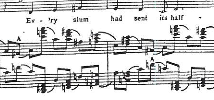 Ev - 'ry slum had sent its half -